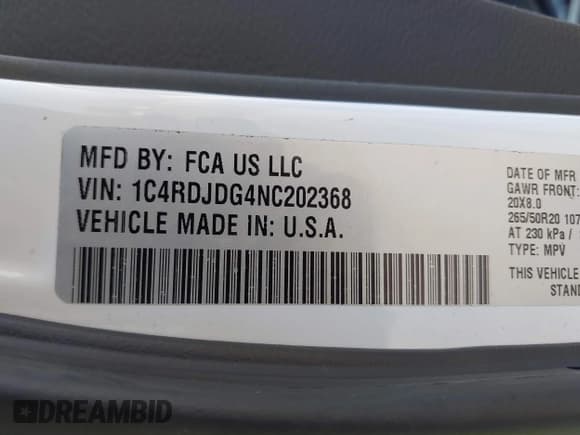 MFD BY: FCA US LLC
VIN: 1C4RDJDG4NC202368
VEHICLE MADE IN: U.S.A.
DATE OF MFR
GAWR FRONT:
20X8.0
265/50R20 107
AT 230 kPa /
TYPE: MPV
THIS VEHICLE
STAND
DREAMBID